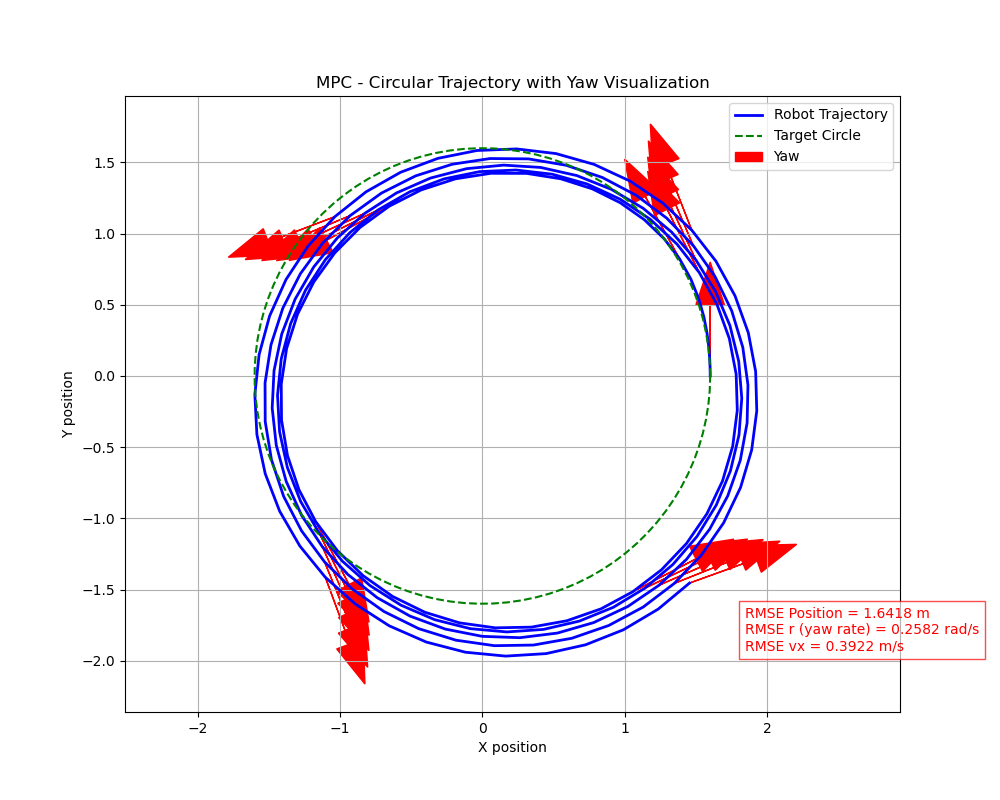 MPC - Circular Trajectory with Yaw Visualization
Robot Trajectory
Target Circle
Yaw
1.5
1.0
0.5
0.0
−0.5
−1.0
−1.5
−2.0
Y position
RMSE Position = 1.6418 m
RMSE r (yaw rate) = 0.2582 rad/s
RMSE vx = 0.3922 m/s
−2
−1
0
1
2
X position